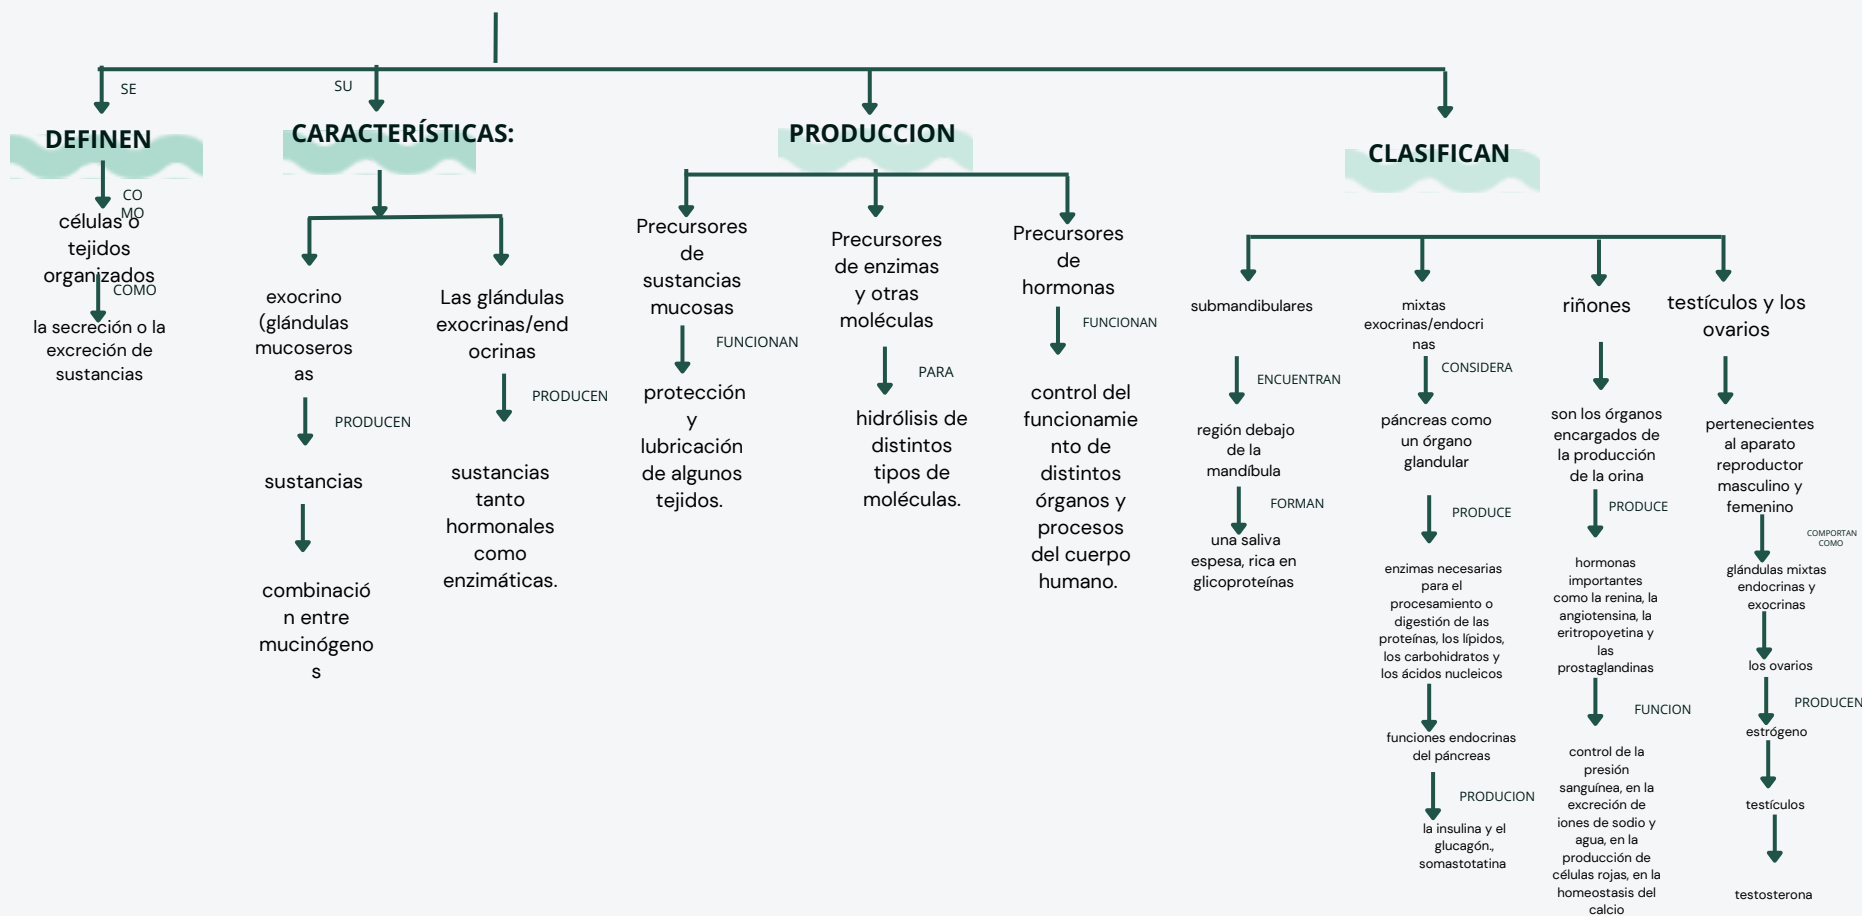 SE
DEFINEN
CO
MO
células o
tejidos
organizados
COMO
la secreción o la
excreción de
sustancias
SU
CARACTERÍSTICAS:
exocrino
(glándulas
mucoseros
as
PRODUCEN
sustancias
combinació
n entre
mucinógeno
s
Las glándulas
exocrinas/end
ocrinas
PRODUCEN
sustancias
tanto
hormonales
como
enzimáticas.
PRODUCCION
Precursores
de
sustancias
mucosas
FUNCIONAN
protección
y
lubricación
de algunos
tejidos.
Precursores
de enzimas
y otras
moléculas
PARA
hidrólisis de
distintos
tipos de
moléculas.
Precursores
de
hormonas
FUNCIONAN
control del
funcionamie
nto de
distintos
órganos y
procesos
del cuerpo
humano.
CLASIFICAN
submandibulares
ENCUENTRAN
región debajo
de la
mandíbula
FORMAN
una saliva
espesa, rica en
glicoproteínas
mixtas
exocrinas/endocri
nas
CONSIDERA
páncreas como
un órgano
glandular
PRODUCE
enzimas necesarias
para el
procesamiento o
digestión de las
proteínas, los lípidos,
los carbohidratos y
los ácidos nucleicos
funciones endocrinas
del páncreas
PRODUCION
la insulina y el
glucagón.,
somastotatina
riñones
son los órganos
encargados de
la producción
de la orina
PRODUCE
hormonas
importantes
como la renina, la
angiotensina, la
eritropoyetina y
las
prostaglandinas
FUNCION
control de la
presión
sanguínea, en la
excreción de
iones de sodio y
agua, en la
producción de
células rojas, en la
homeostasis del
calcio
testículos y los
ovarios
pertenecientes
al aparato
reproductor
masculino y
femenino
COMPORTAN
COMO
glándulas mixtas
endocrinas y
exocrinas
los ovarios
PRODUCEN
estrógeno
testículos
testosterona